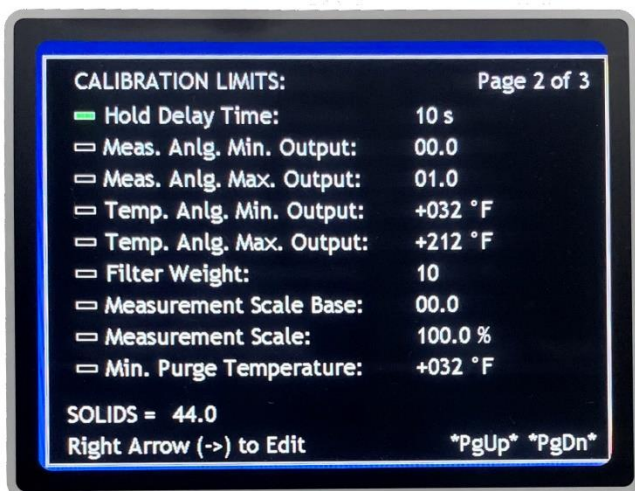 CALIBRATION LIMITS: Page 2 of 3
Hold Delay Time: 10 s
Meas. Anlg. Min. Output: 00.0
Meas. Anlg. Max. Output: 01.0
Temp. Anlg. Min. Output: +032 °F
Temp. Anlg. Max. Output: +212 °F
Filter Weight: 10
Measurement Scale Base: 00.0
Measurement Scale: 100.0 %
Min. Purge Temperature: +032 °F
SOLIDS = 44.0
Right Arrow (->) to Edit *PgUp* *PgDn*